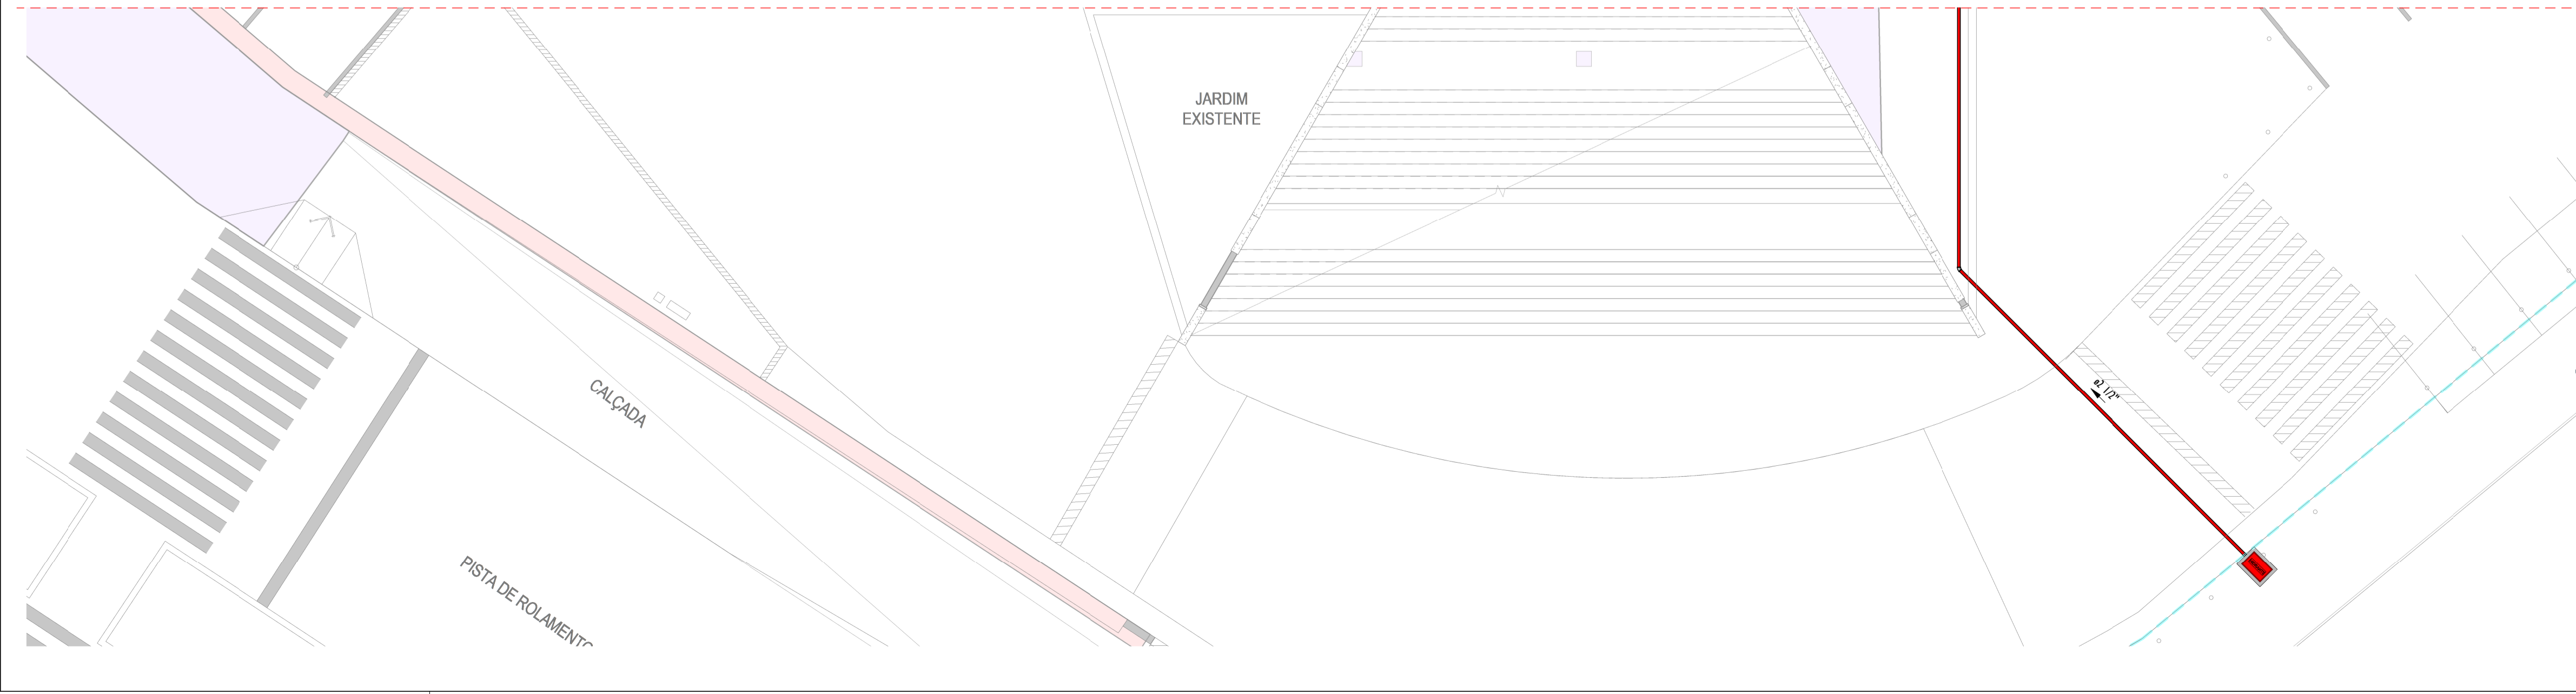 JARDIM
EXISTENTE
CALÇADA
ø2 1/2"
PISTA DE ROLAMENTO